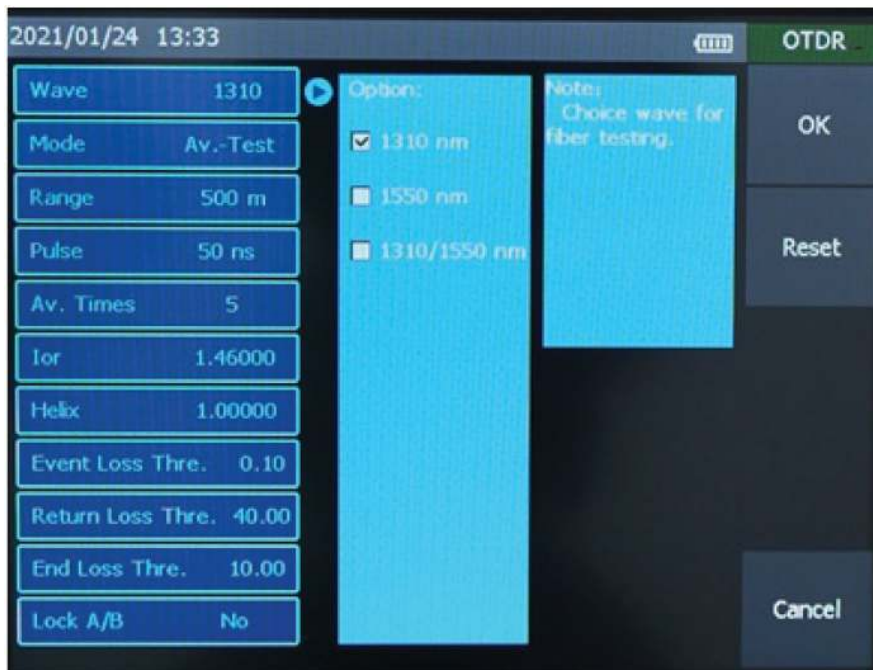 2021/01/24 13:33
OTDR
Wave 1310
Mode Av.-Test
Range 500 m
Pulse 50 ns
Av. Times 5
Ior 1.46000
Helix 1.00000
Event Loss Thre. 0.10
Return Loss Thre. 40.00
End Loss Thre. 10.00
Lock A/B No
Option:
1310 nm
1550 nm
1310/1550 nm
Note:
Choice wave for
fiber testing.
OK
Reset
Cancel